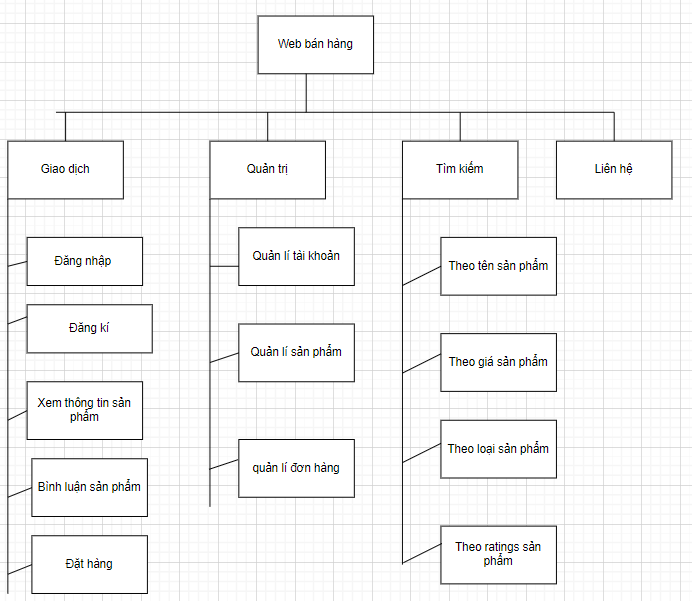 Web bán hàng
Giao dịch
Quản trị
Tìm kiếm
Liên hệ
Đăng nhập
Đăng kí
Xem thông tin sản
phẩm
Bình luận sản phẩm
Đặt hàng
Quản lí tài khoản
Quản lí sản phẩm
quản lí đơn hàng
Theo tên sản phẩm
Theo giá sản phẩm
Theo loại sản phẩm
Theo ratings sản
phẩm